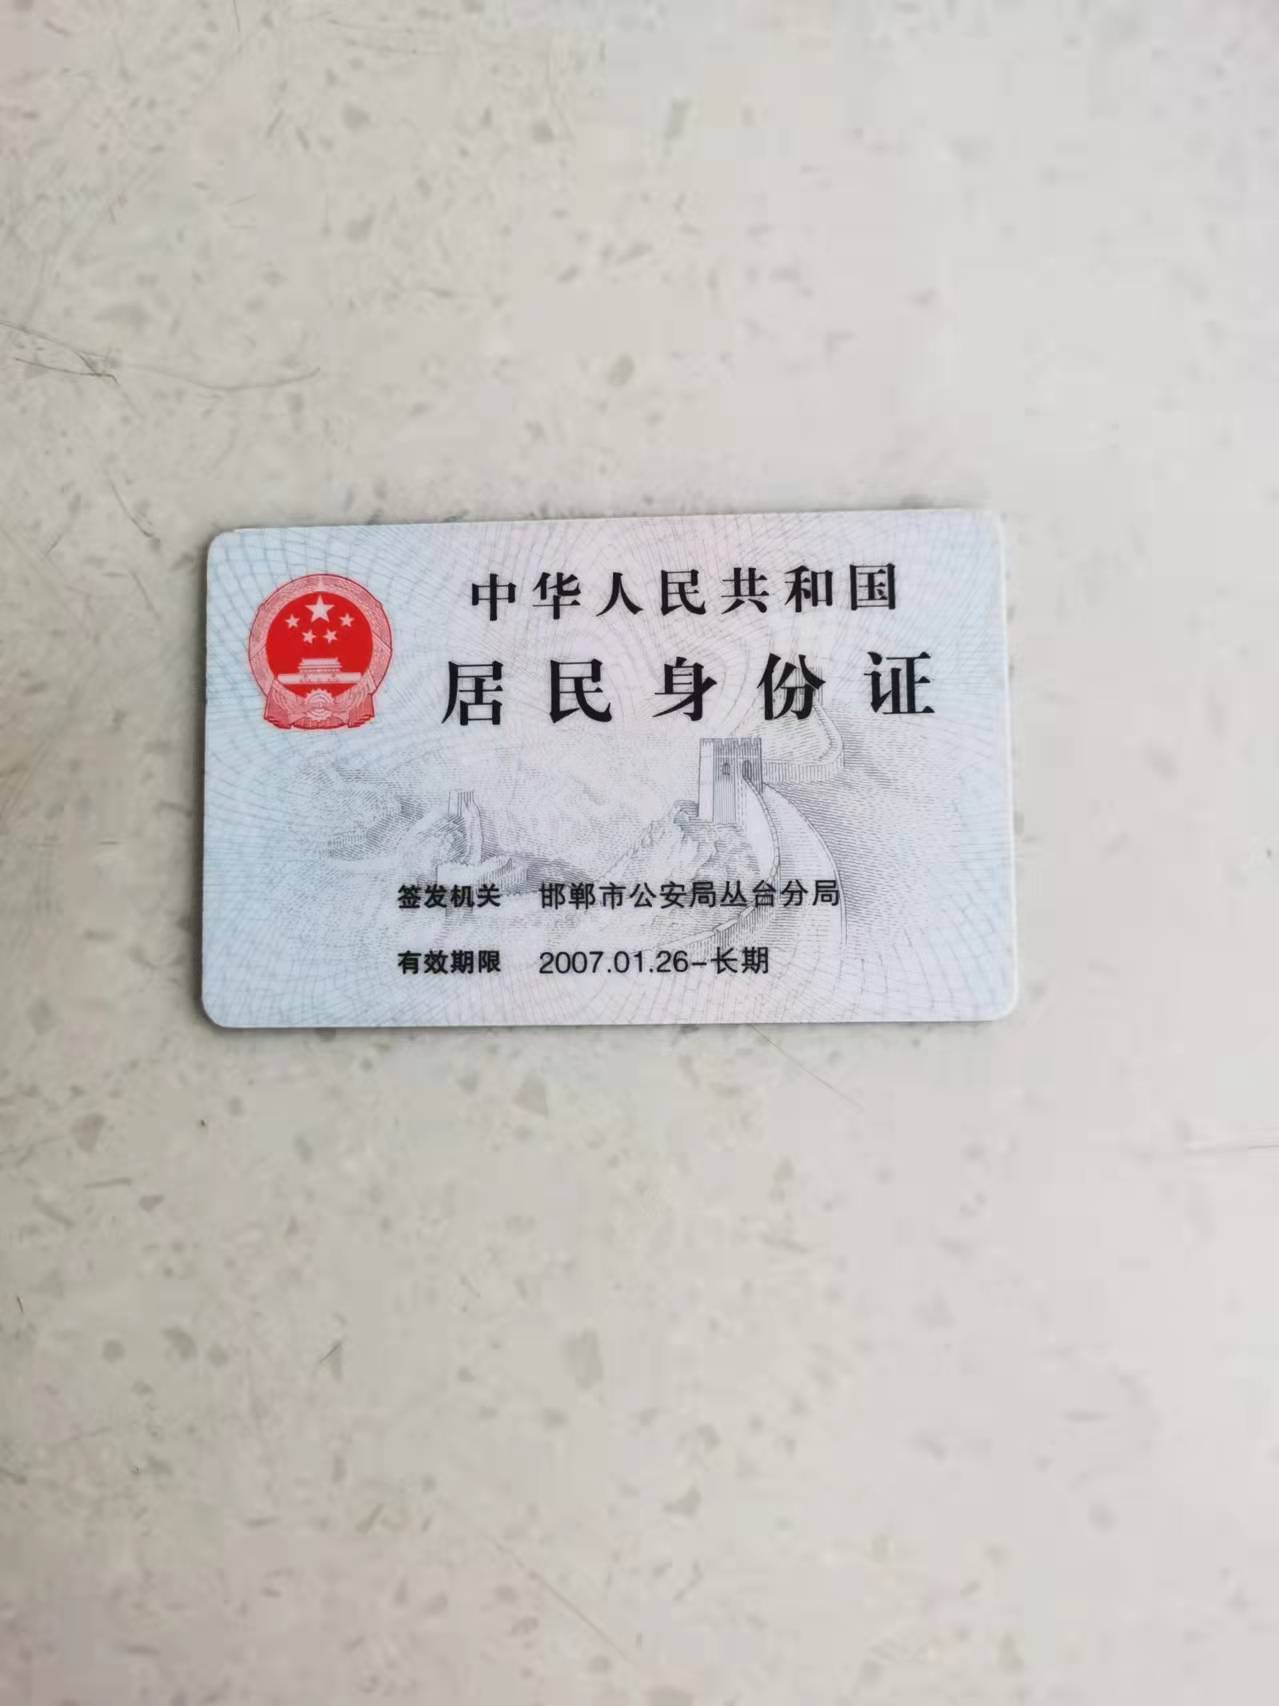 中华人民共和国
居民身份证
签发机关 邯郸市公安局丛台分局
有效期限 2007.01.26-长期